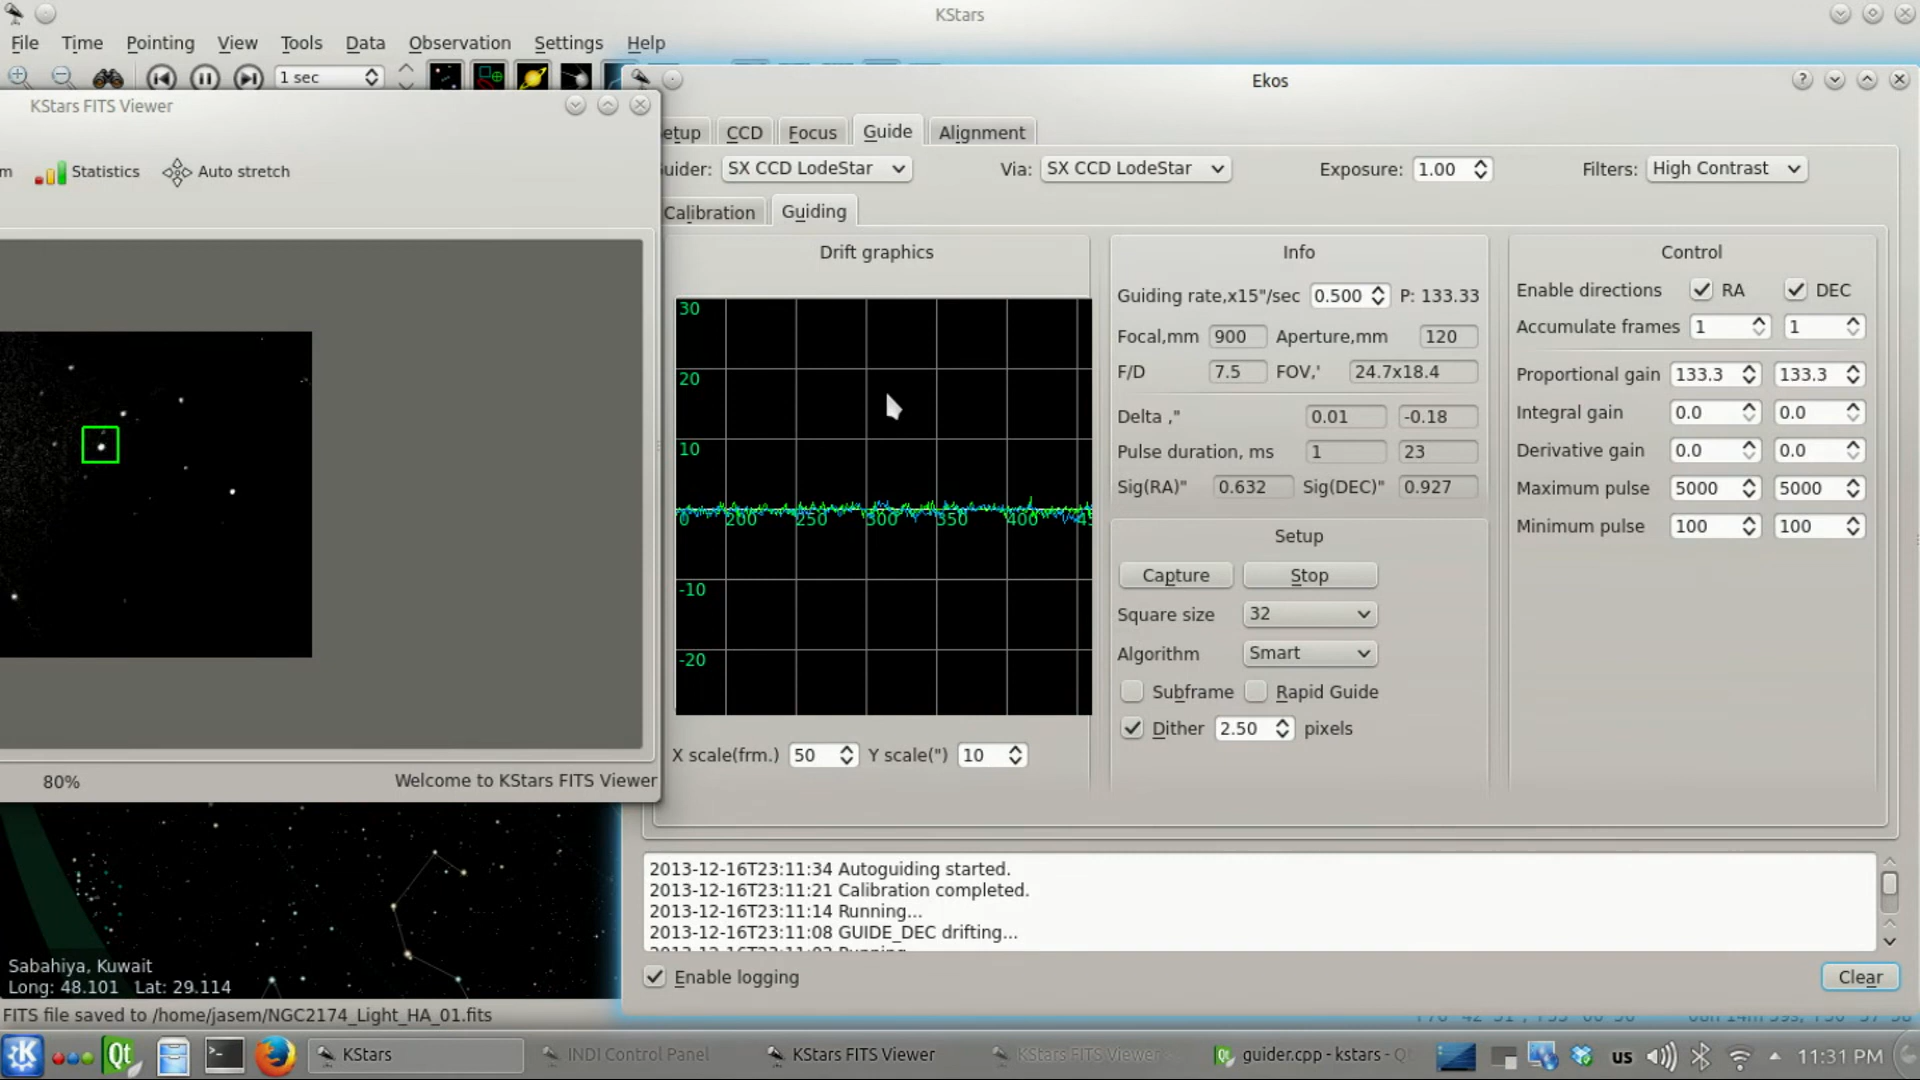 KStars
File Time Pointing View Tools Data Observation Settings Help
1 sec
Ekos
KStars FITS Viewer
Statistics Auto stretch
etup CCD Focus Guide Alignment
uider: SX CCD LodeStar Via: SX CCD LodeStar Exposure: 1.00 Filters: High Contrast
Calibration Guiding
Drift graphics
30
20
10
0 200 250 300 350 400 45
-10
-20
X scale(frm.) 50 Y scale(") 10
Info
Guiding rate,x15"/sec 0.500 P: 133.33
Focal,mm 900 Aperture,mm 120
F/D 7.5 FOV,' 24.7x18.4
Delta ," 0.01 -0.18
Pulse duration, ms 1 23
Sig(RA)" 0.632 Sig(DEC)" 0.927
Setup
Capture Stop
Square size 32
Algorithm Smart
Subframe Rapid Guide
Dither 2.50 pixels
Control
Enable directions RA DEC
Accumulate frames 1 1
Proportional gain 133.3 133.3
Integral gain 0.0 0.0
Derivative gain 0.0 0.0
Maximum pulse 5000 5000
Minimum pulse 100 100
80% Welcome to KStars FITS Viewer
2013-12-16T23:11:34 Autoguiding started.
2013-12-16T23:11:21 Calibration completed.
2013-12-16T23:11:14 Running...
2013-12-16T23:11:08 GUIDE_DEC drifting...
Enable logging Clear
Sabahiya, Kuwait
Long: 48.101 Lat: 29.114
FITS file saved to /home/jasem/NGC2174_Light_HA_01.fits
KStars INDI Control Panel KStars FITS Viewer KStars FITS Viewer guider.cpp - kstars - us 11:31 PM